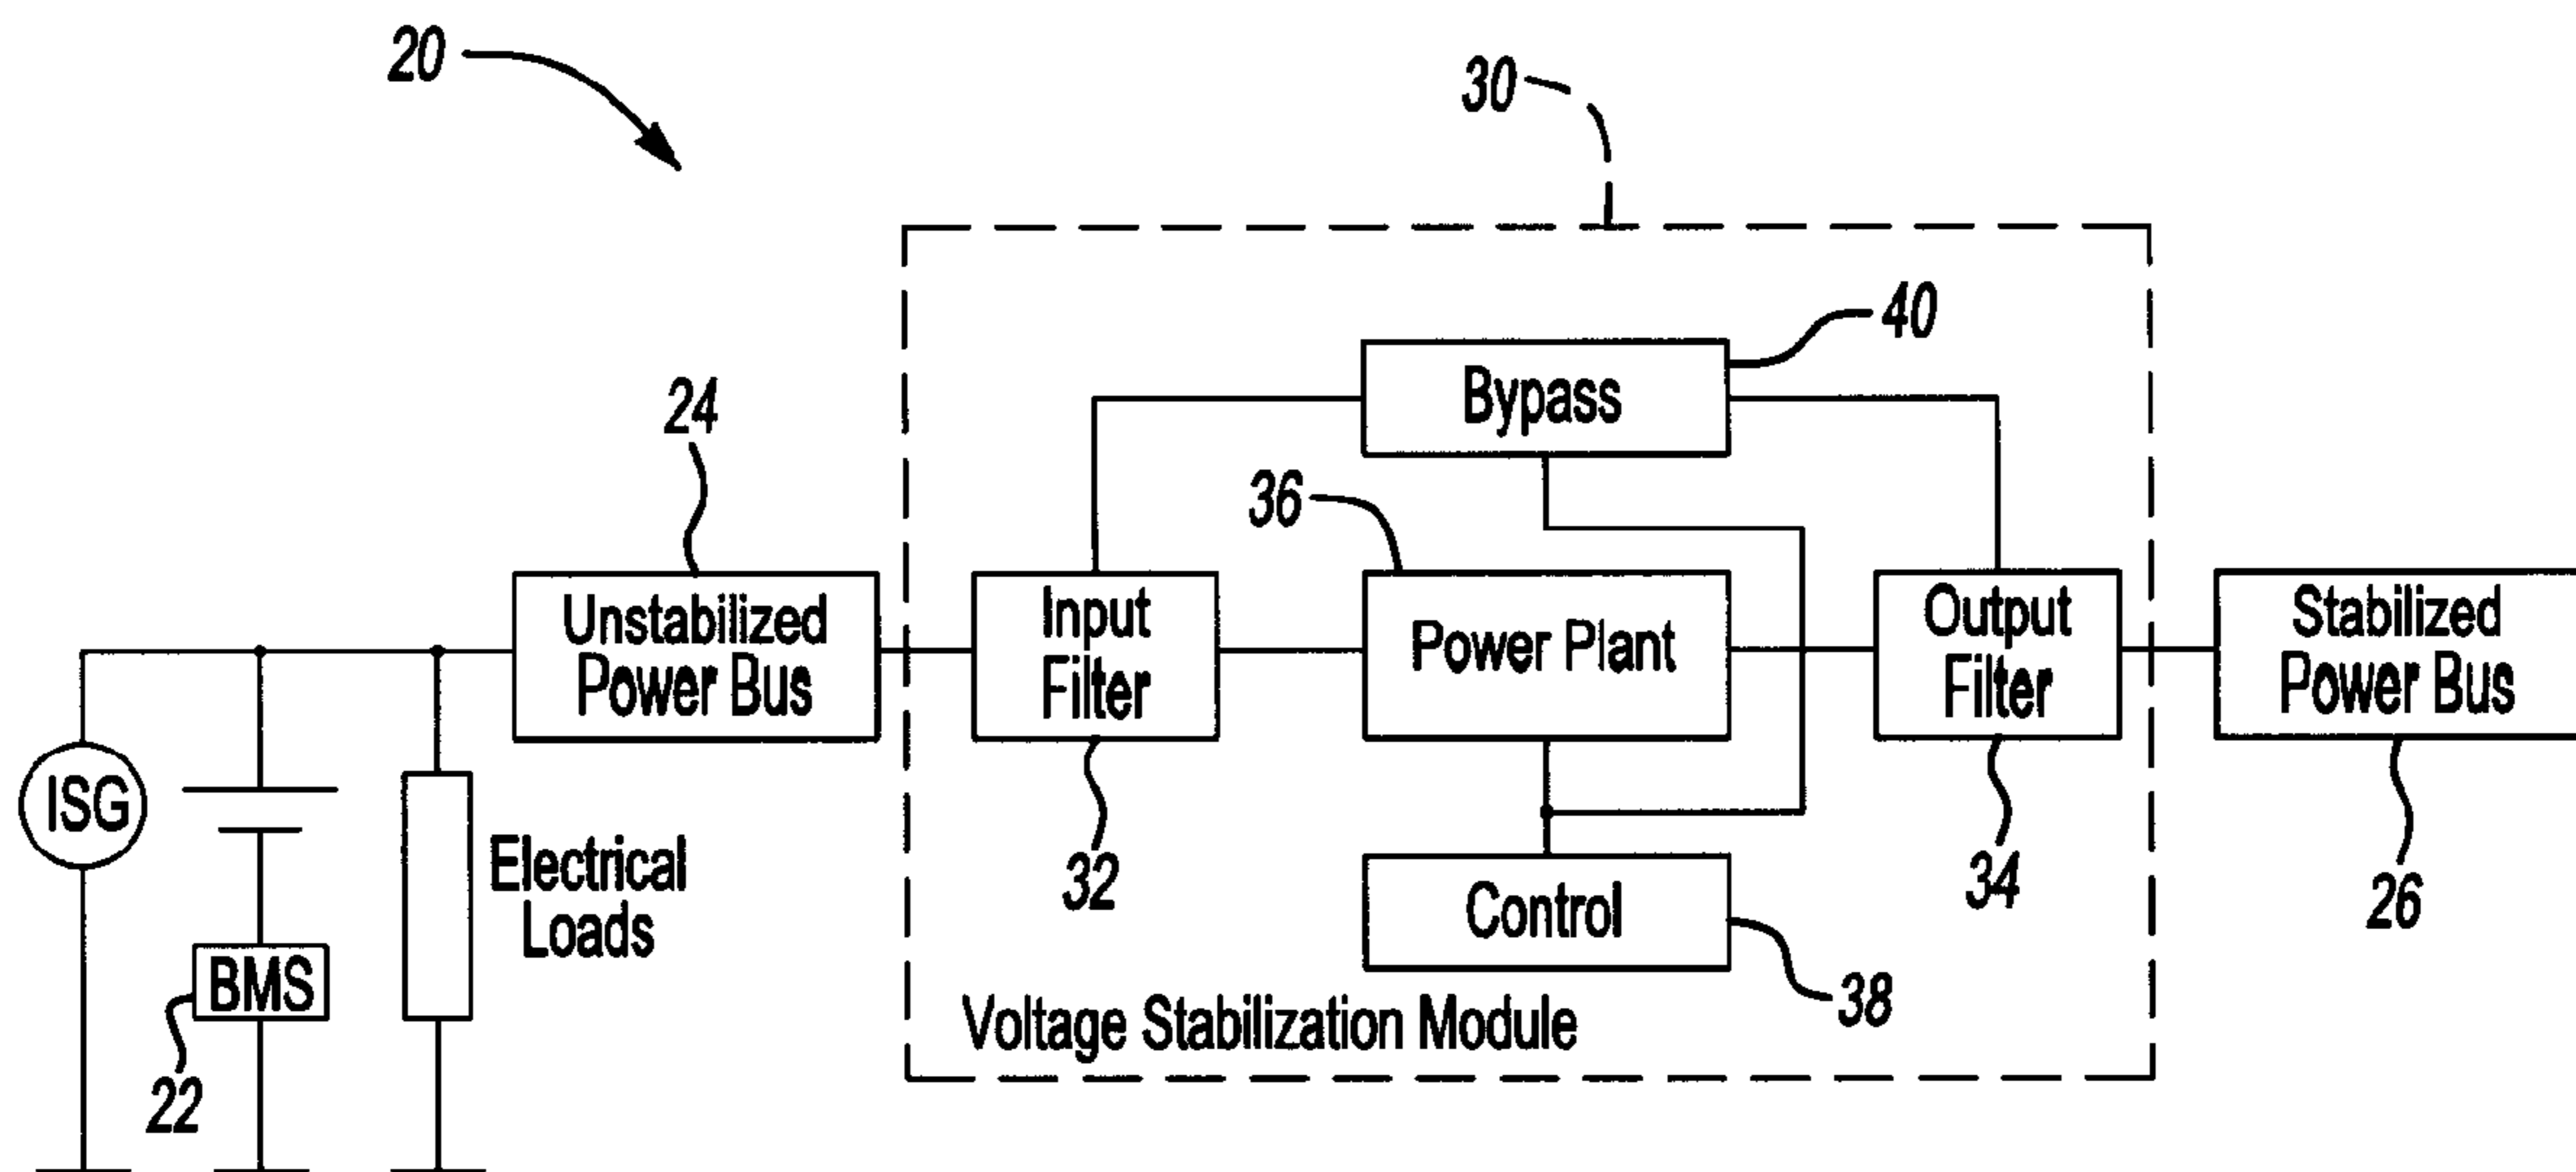 20
30
40
Bypass
24
36
Unstabilized
Power Bus
Input
Filter
Power Plant
Output
Filter
Stabilized
Power Bus
ISG
Electrical
Loads
32
Control
34
26
BMS
38
Voltage Stabilization Module
22